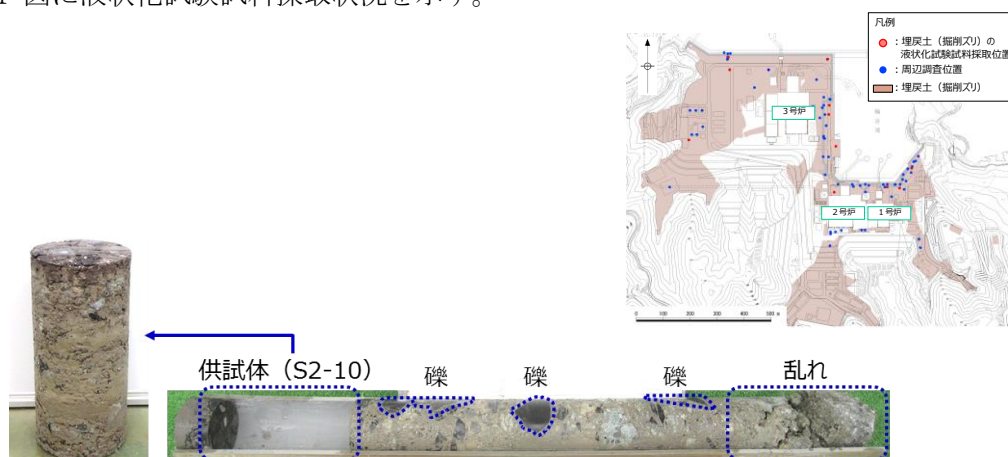 図に液状化試験試料採取状況を示す。
凡例
：埋戻土（掘削ズリ）の
液状化試験試料採取位置
：周辺調査位置
：埋戻土（掘削ズリ）
3号炉
2号炉
1号炉
0 100 200 300 400 500 m
供試体（S2-10）
礫
礫
礫
乱れ